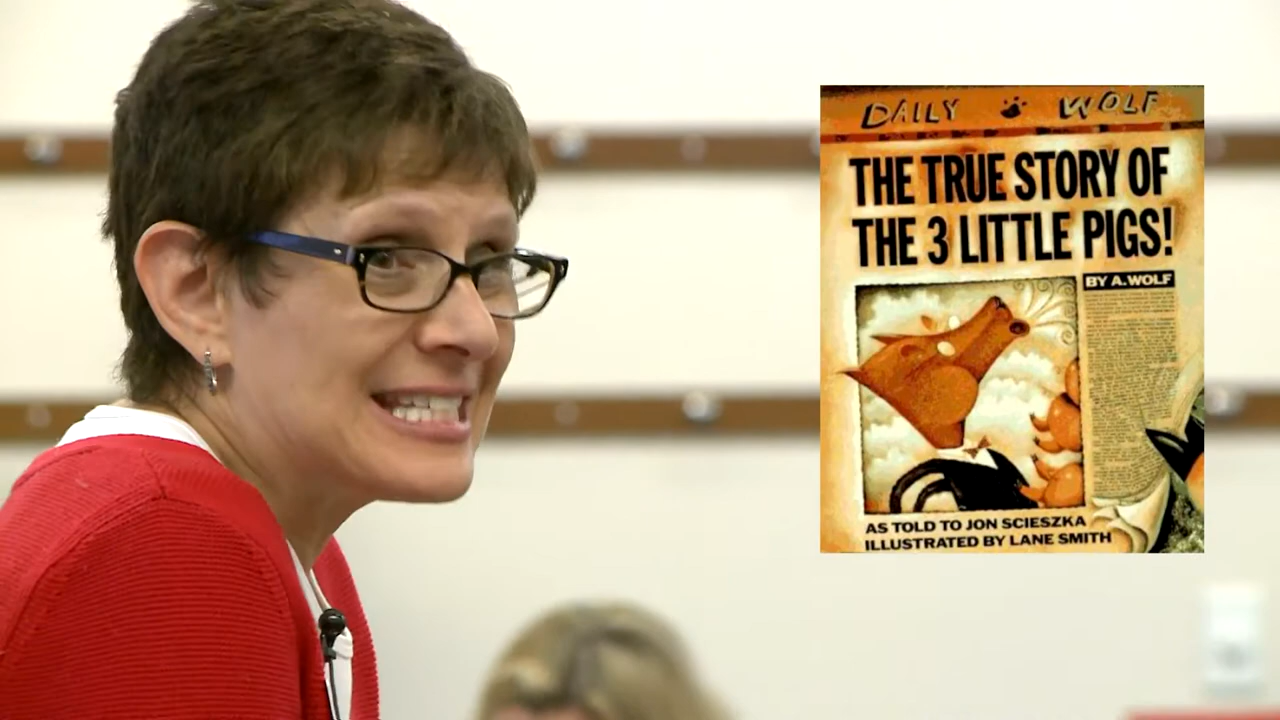 DAILY WOLF
THE TRUE STORY OF
THE 3 LITTLE PIGS!
BY A.WOLF
AS TOLD TO JON SCIESZKA
ILLUSTRATED BY LANE SMITH